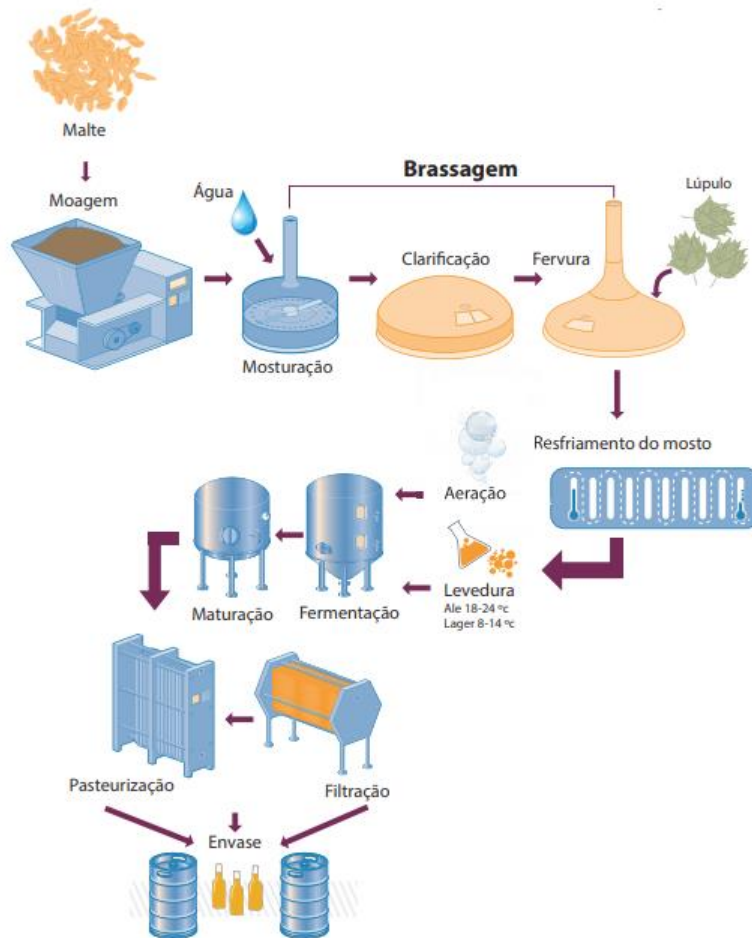 Malte
Moagem
Água
Brassagem
Lúpulo
Clarificação
Fervura
Mosturação
Resfriamento do mosto
Aeração
Levedura
Ale 18-24 ºc
Lager 8-14 ºc
Fermentação
Maturação
Pasteurização
Filtração
Envase